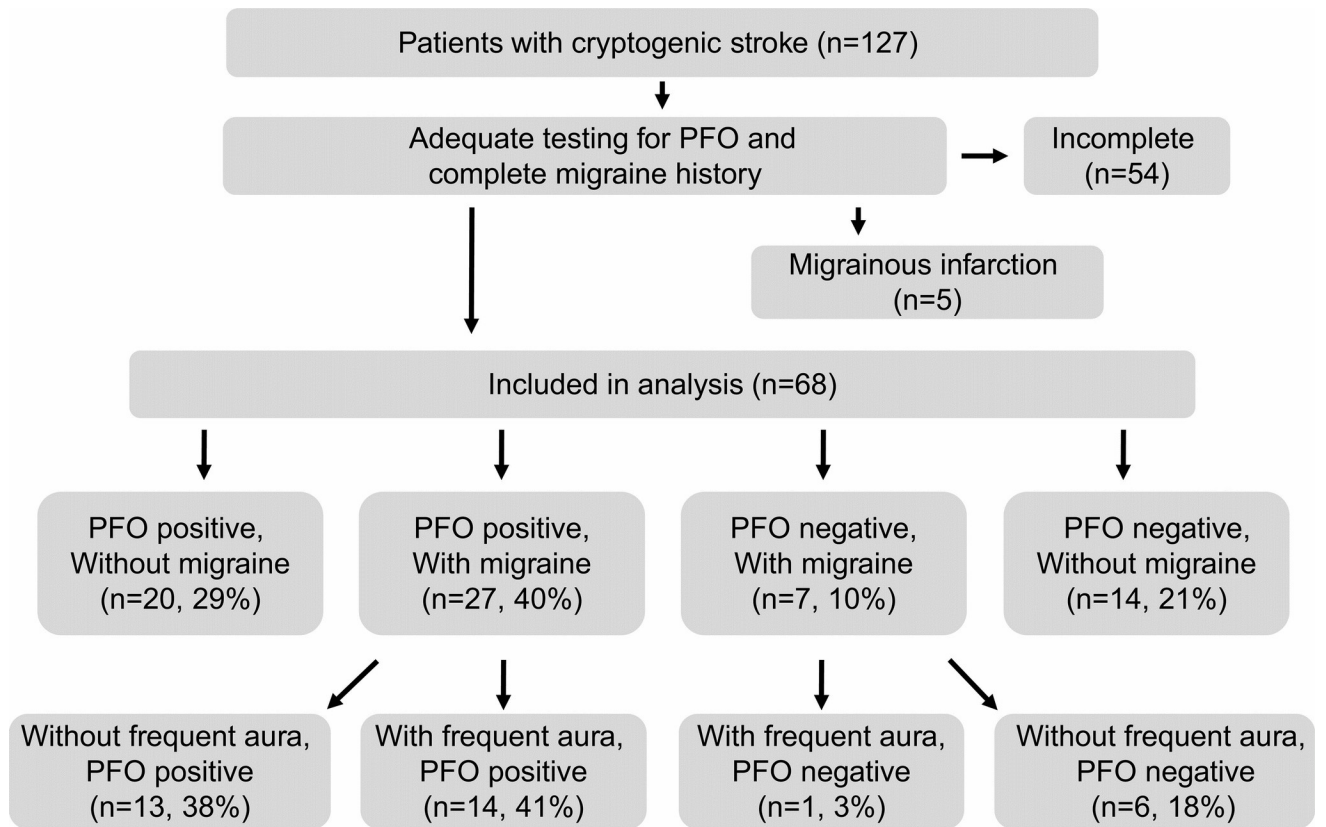 Patients with cryptogenic stroke (n=127)
Adequate testing for PFO and
complete migraine history
Incomplete
(n=54)
Migrainous infarction
(n=5)
Included in analysis (n=68)
PFO positive,
Without migraine
(n=20, 29%)
PFO positive,
With migraine
(n=27, 40%)
PFO negative,
With migraine
(n=7, 10%)
PFO negative,
Without migraine
(n=14, 21%)
Without frequent aura,
PFO positive
(n=13, 38%)
With frequent aura,
PFO positive
(n=14, 41%)
With frequent aura,
PFO negative
(n=1, 3%)
Without frequent aura,
PFO negative
(n=6, 18%)